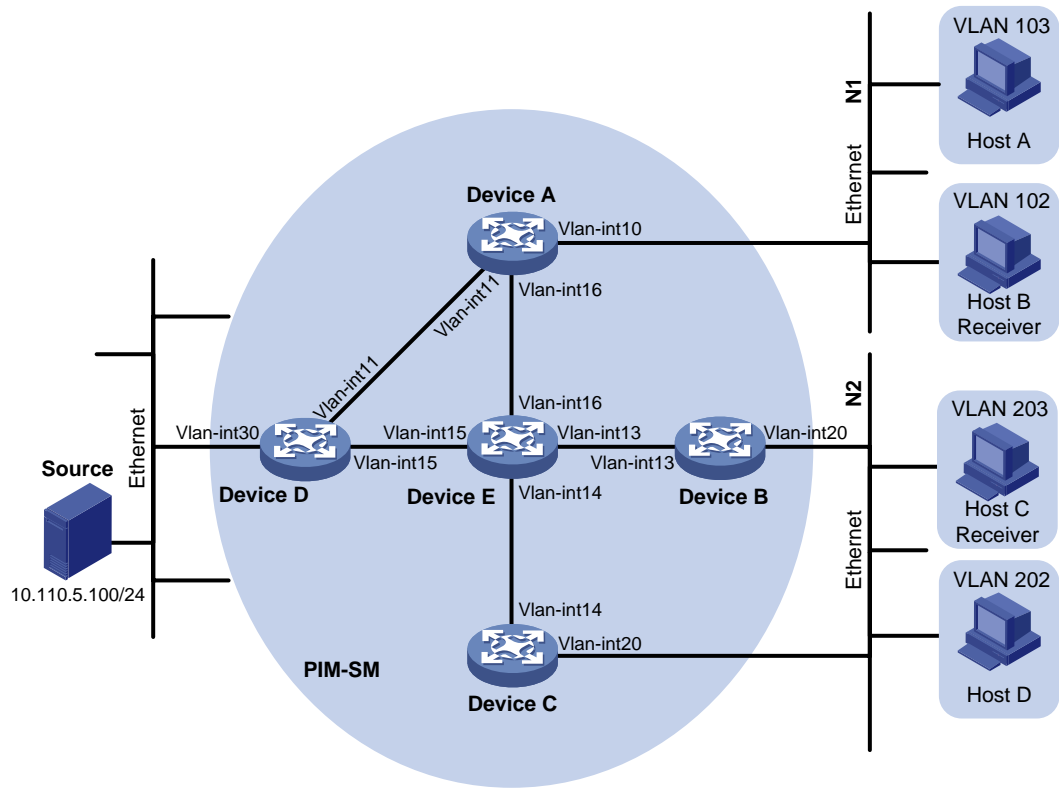 VLAN 103
Host A
N1
Ethernet
VLAN 102
Host B
Receiver
Device A
Vlan-int10
Vlan-int11
Vlan-int16
Vlan-int11
Vlan-int16
N2
VLAN 203
Host C
Receiver
Ethernet
VLAN 202
Host D
Ethernet
Source
10.110.5.100/24
Vlan-int30
Vlan-int15
Device D
Vlan-int15
Vlan-int13
Device E
Vlan-int14
Vlan-int13
Vlan-int20
Device B
Vlan-int14
Vlan-int20
Device C
PIM-SM